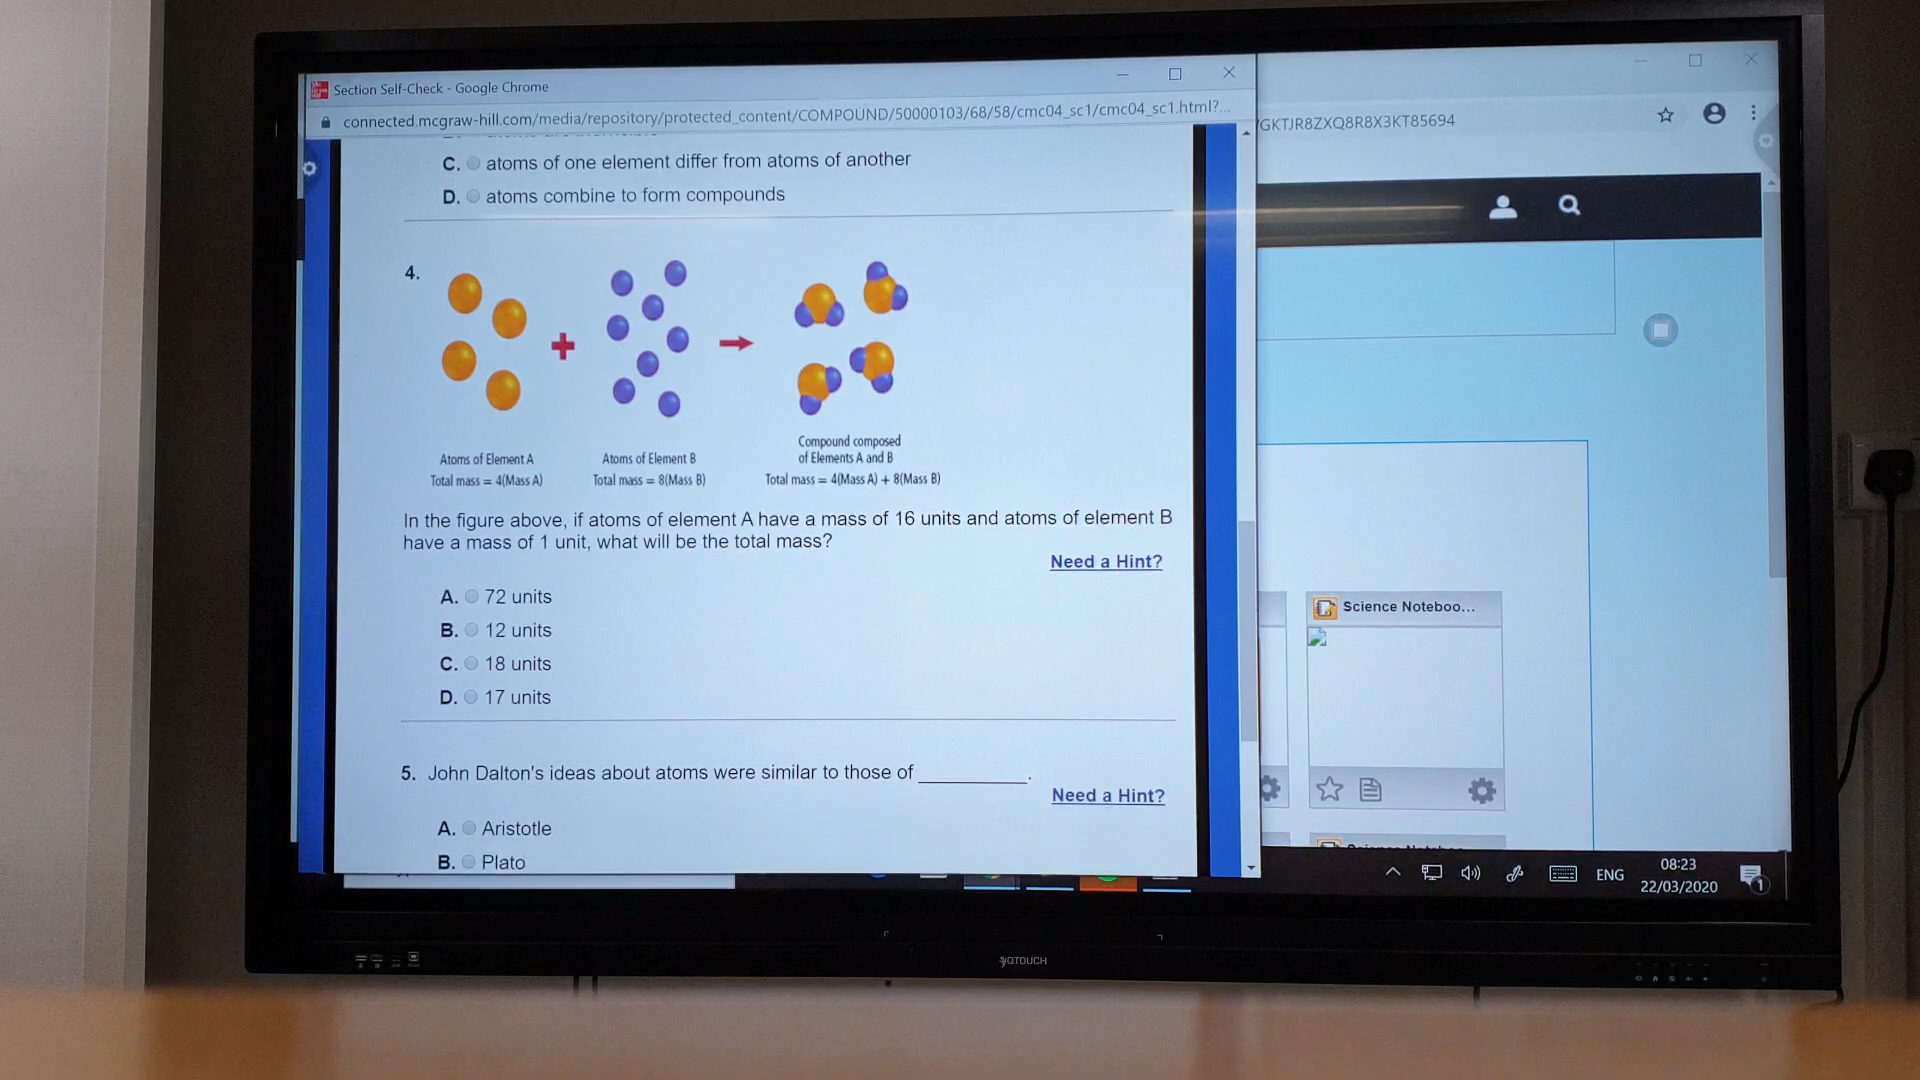 Section Self-Check - Google Chrome
connected.mcgraw-hill.com/media/repository/protected_content/COMPOUND/50000103/68/58/cmc04_sc1/cmc04_sc1.html?...
GKTJR8ZXQ8R8X3KT85694
C. atoms of one element differ from atoms of another
D. atoms combine to form compounds
4.
Atoms of Element A
Total mass = 4(Mass A)
Atoms of Element B
Total mass = 8(Mass B)
Compound composed
of Elements A and B
Total mass = 4(Mass A) + 8(Mass B)
In the figure above, if atoms of element A have a mass of 16 units and atoms of element B
have a mass of 1 unit, what will be the total mass?
Need a Hint?
A. 72 units
B. 12 units
C. 18 units
D. 17 units
5. John Dalton's ideas about atoms were similar to those of __________.
Need a Hint?
A. Aristotle
B. Plato
Science Noteboo...
ENG
08:23
22/03/2020
1
QTOUCH